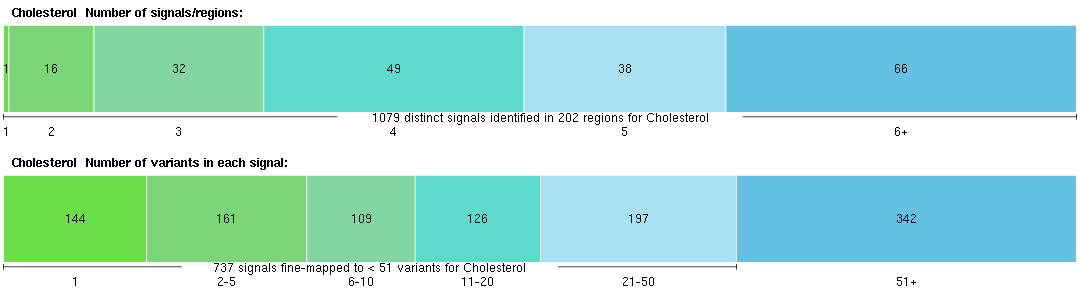 Cholesterol Number of signals/regions:
1 16 32 49 38 66
1079 distinct signals identified in 202 regions for Cholesterol
1 2 3 4 5 6+
Cholesterol Number of variants in each signal:
144 161 109 126 197 342
737 signals fine-mapped to < 51 variants for Cholesterol
1 2-5 6-10 11-20 21-50 51+